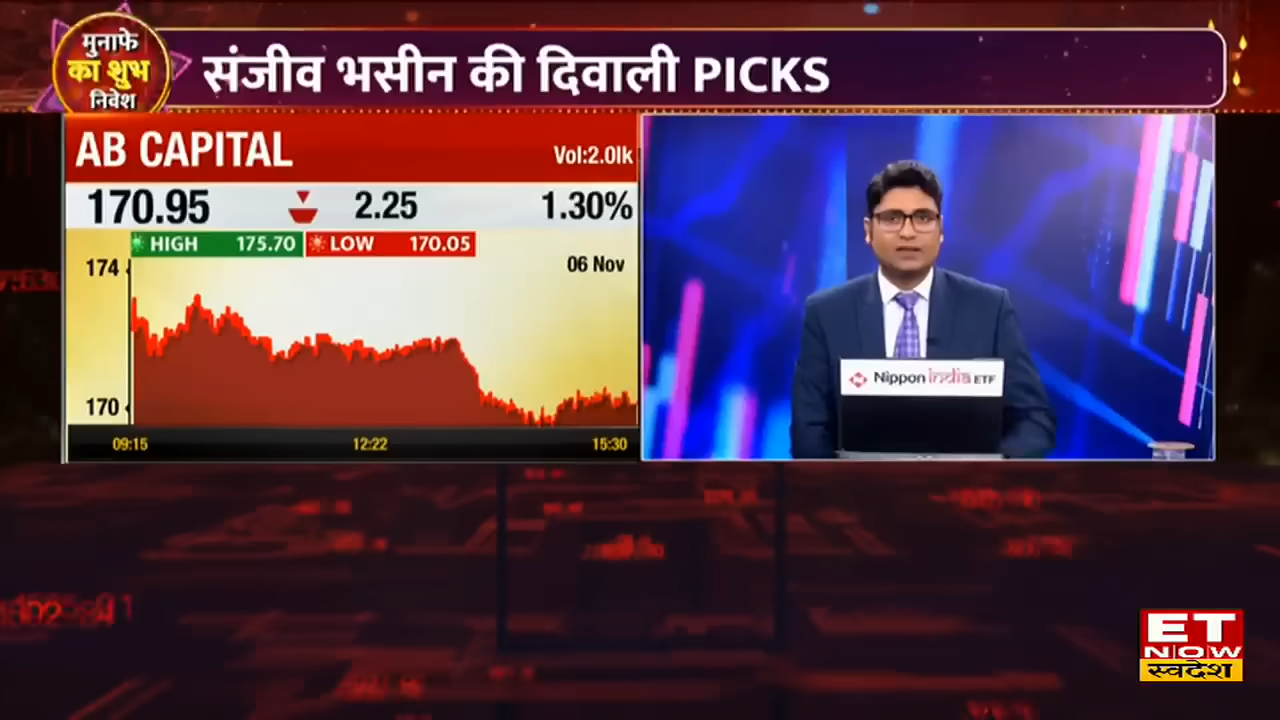 मुनाफे
का शुभ
निवेश
संजीव भसीन की दिवाली PICKS
AB CAPITAL
Vol:2.0lk
170.95 2.25 1.30%
HIGH 175.70 LOW 170.05
06 Nov
174
170
09:15 12:22 15:30
Nippon india ETF
ET
NOW
स्वदेश